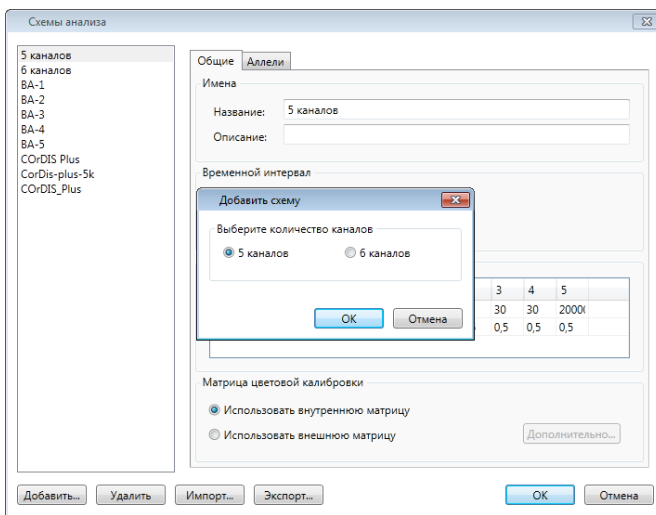 Схемы анализа
5 каналов
6 каналов
BA-1
BA-2
BA-3
BA-4
BA-5
COrDIS Plus
CorDis-plus-5k
COrDIS_Plus
Общие Аллели
Имена
Название: 5 каналов
Описание:
Временной интервал
Добавить схему
Выберите количество каналов
5 каналов 6 каналов
OK Отмена
3 4 5
30 30 2000
0,5 0,5 0,5
Матрица цветовой калибровки
Использовать внутреннюю матрицу
Использовать внешнюю матрицу
Дополнительно...
Добавить... Удалить Импорт... Экспорт... OK Отмена